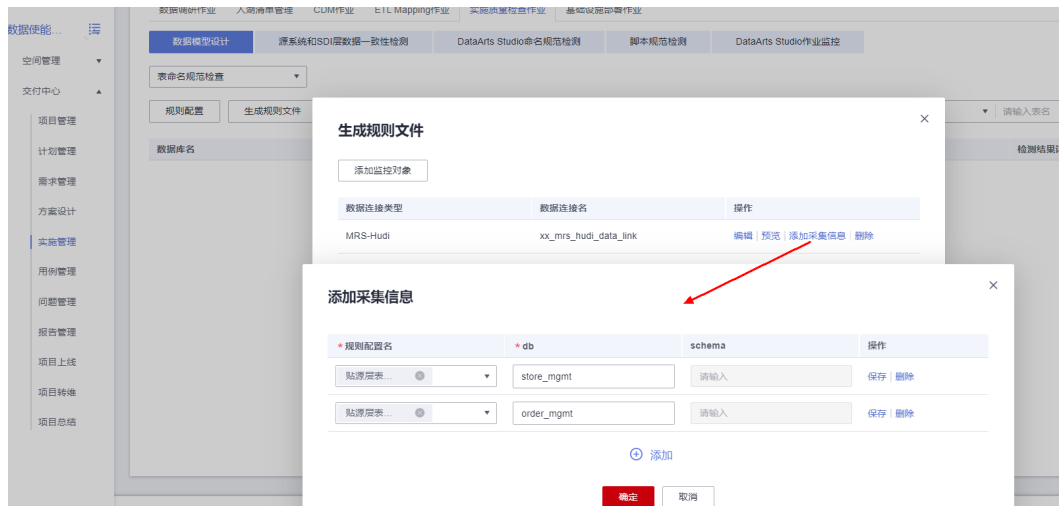 数据调研作业 入湖清单管理 CDM作业 ETL Mapping作业 实施质量检查作业 基础设施部署作业
数据使能...
数据模型设计 源系统和SDI层数据一致性检测 DataArts Studio命名规范检测 脚本规范检测 DataArts Studio作业监控
空间管理
表命名规范检查
交付中心
规则配置 生成规则文件 请输入表名
项目管理
生成规则文件
数据库名 检测结果
计划管理
添加监控对象
需求管理
数据连接类型 数据连接名 操作
方案设计
MRS-Hudi xx_mrs_hudi_data_link 编辑 预览 添加采集信息 删除
实施管理
用例管理
添加采集信息
问题管理
报告管理
*规则配置名 *db schema 操作
项目上线
贴源层表... store_mgmt 请输入 保存 删除
项目转维
贴源层表... order_mgmt 请输入 保存 删除
项目总结
添加
确定 取消